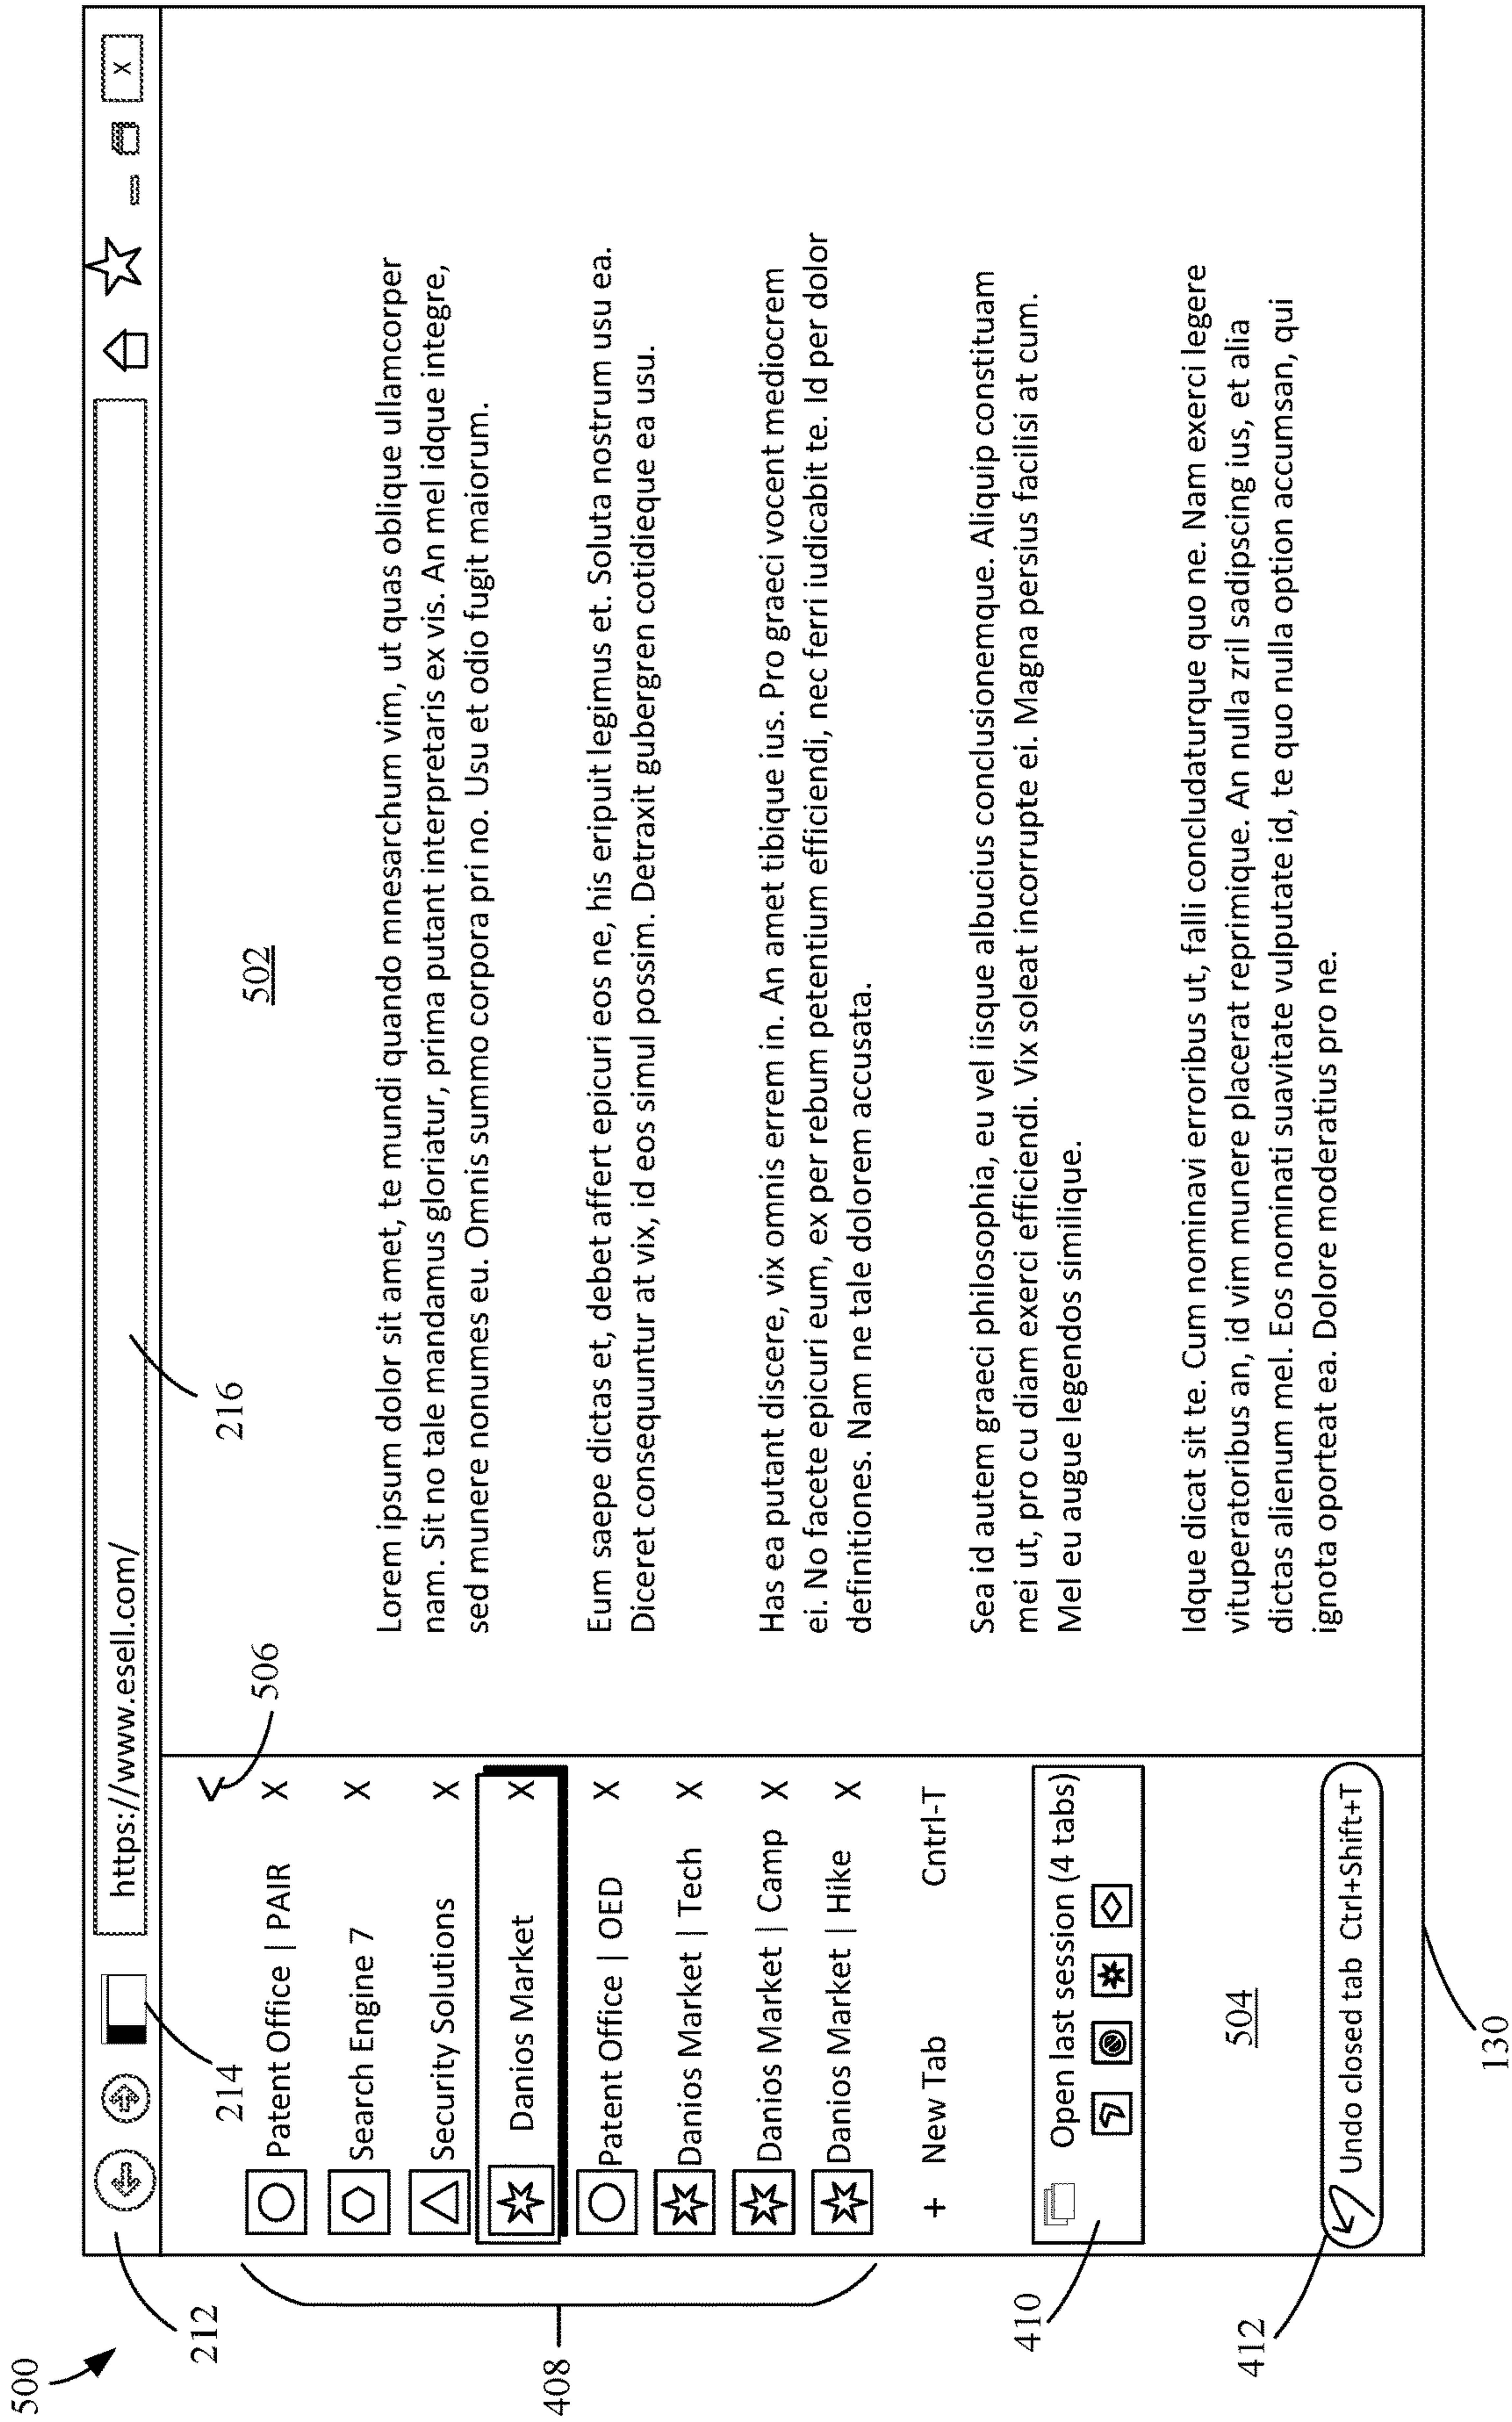 500
212
214
216
https://www.esell.com/
X
506
<
502
408
Patent Office | PAIR X
Search Engine 7 X
Security Solutions X
Danios Market X
Patent Office | OED X
Danios Market | Tech X
Danios Market | Camp X
Danios Market | Hike X
+ New Tab Cntrl-T
410
Open last session (4 tabs)
504
412
Undo closed tab Ctrl+Shift+T
130
Lorem ipsum dolor sit amet, te mundi quando mnesarchum vim, ut quas oblique ullamcorper
nam. Sit no tale mandamus gloriatur, prima putant interpretaris ex vis. An mel idque integre,
sed munere nonumes eu. Omnis summo corpora pri no. Usu et odio fugit maiorum.
Eum saepe dictas et, debet affert epicuri eos ne, his eripuit legimus et. Soluta nostrum usu ea.
Diceret consequuntur at vix, id eos simul possim. Detraxit gubergren cotidieque ea usu.
Has ea putant discere, vix omnis errem in. An amet tibique ius. Pro graeci vocent mediocrem
ei. No facete epicuri eum, ex per rebum petentium efficiendi, nec ferri iudicabit te. Id per dolor
definitiones. Nam ne tale dolorem accusata.
Sea id autem graeci philosophia, eu vel iisque albucius conclusionemque. Aliquip constituam
mei ut, pro cu diam exerci efficiendi. Vix soleat incorrupte ei. Magna persius facilisi at cum.
Mel eu augue legendos similique.
Idque dicat sit te. Cum nominavi erroribus ut, falli concludaturque quo ne. Nam exerci legere
vituperatoribus an, id vim munere placerat reprimique. An nulla zril sadipscing ius, et alia
dictas alienum mel. Eos nominati suavitate vulputate id, te quo nulla option accumsan, qui
ignota oporteat ea. Dolore moderatius pro ne.